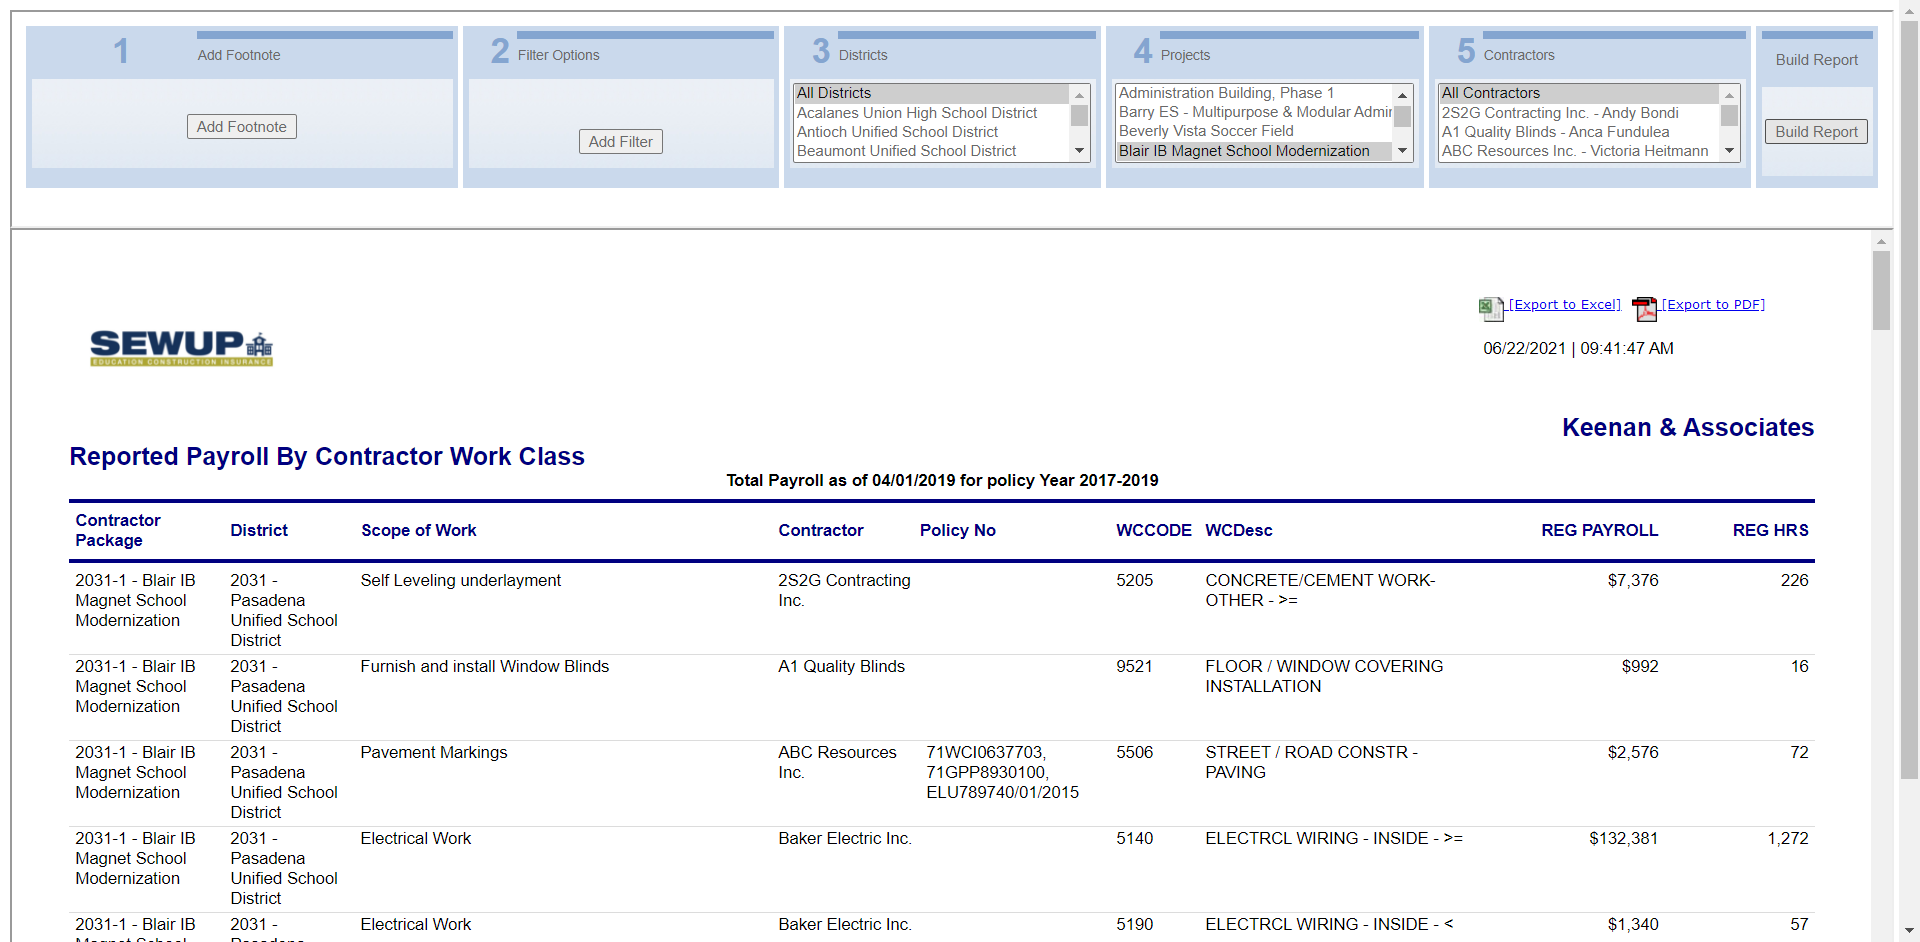 1 Add Footnote
Add Footnote
2 Filter Options
Add Filter
3 Districts
All Districts
Acalanes Union High School District
Antioch Unified School District
Beaumont Unified School District
4 Projects
Administration Building, Phase 1
Barry ES - Multipurpose & Modular Admir
Beverly Vista Soccer Field
Blair IB Magnet School Modernization
5 Contractors
All Contractors
2S2G Contracting Inc. - Andy Bondi
A1 Quality Blinds - Anca Fundulea
ABC Resources Inc. - Victoria Heitmann
Build Report
Build Report
[Export to Excel] [Export to PDF]
06/22/2021 | 09:41:47 AM
SEWUP
EDUCATION CONSTRUCTION INSURANCE
Keenan & Associates
Reported Payroll By Contractor Work Class
Total Payroll as of 04/01/2019 for policy Year 2017-2019
Contractor
Package
District
Scope of Work
Contractor
Policy No
WCCODE
WCDesc
REG PAYROLL
REG HRS
2031-1 - Blair IB
Magnet School
Modernization
2031 -
Pasadena
Unified School
District
Self Leveling underlayment
2S2G Contracting
Inc.
5205
CONCRETE/CEMENT WORK-
OTHER - >=
$7,376
226
2031-1 - Blair IB
Magnet School
Modernization
2031 -
Pasadena
Unified School
District
Furnish and install Window Blinds
A1 Quality Blinds
9521
FLOOR / WINDOW COVERING
INSTALLATION
$992
16
2031-1 - Blair IB
Magnet School
Modernization
2031 -
Pasadena
Unified School
District
Pavement Markings
ABC Resources
Inc.
71WCI0637703,
71GPP8930100,
ELU789740/01/2015
5506
STREET / ROAD CONSTR -
PAVING
$2,576
72
2031-1 - Blair IB
Magnet School
Modernization
2031 -
Pasadena
Unified School
District
Electrical Work
Baker Electric Inc.
5140
ELECTRCL WIRING - INSIDE - >=
$132,381
1,272
2031-1 - Blair IB
Magnet School
2031 -
Pasadena
Electrical Work
Baker Electric Inc.
5190
ELECTRCL WIRING - INSIDE - <
$1,340
57